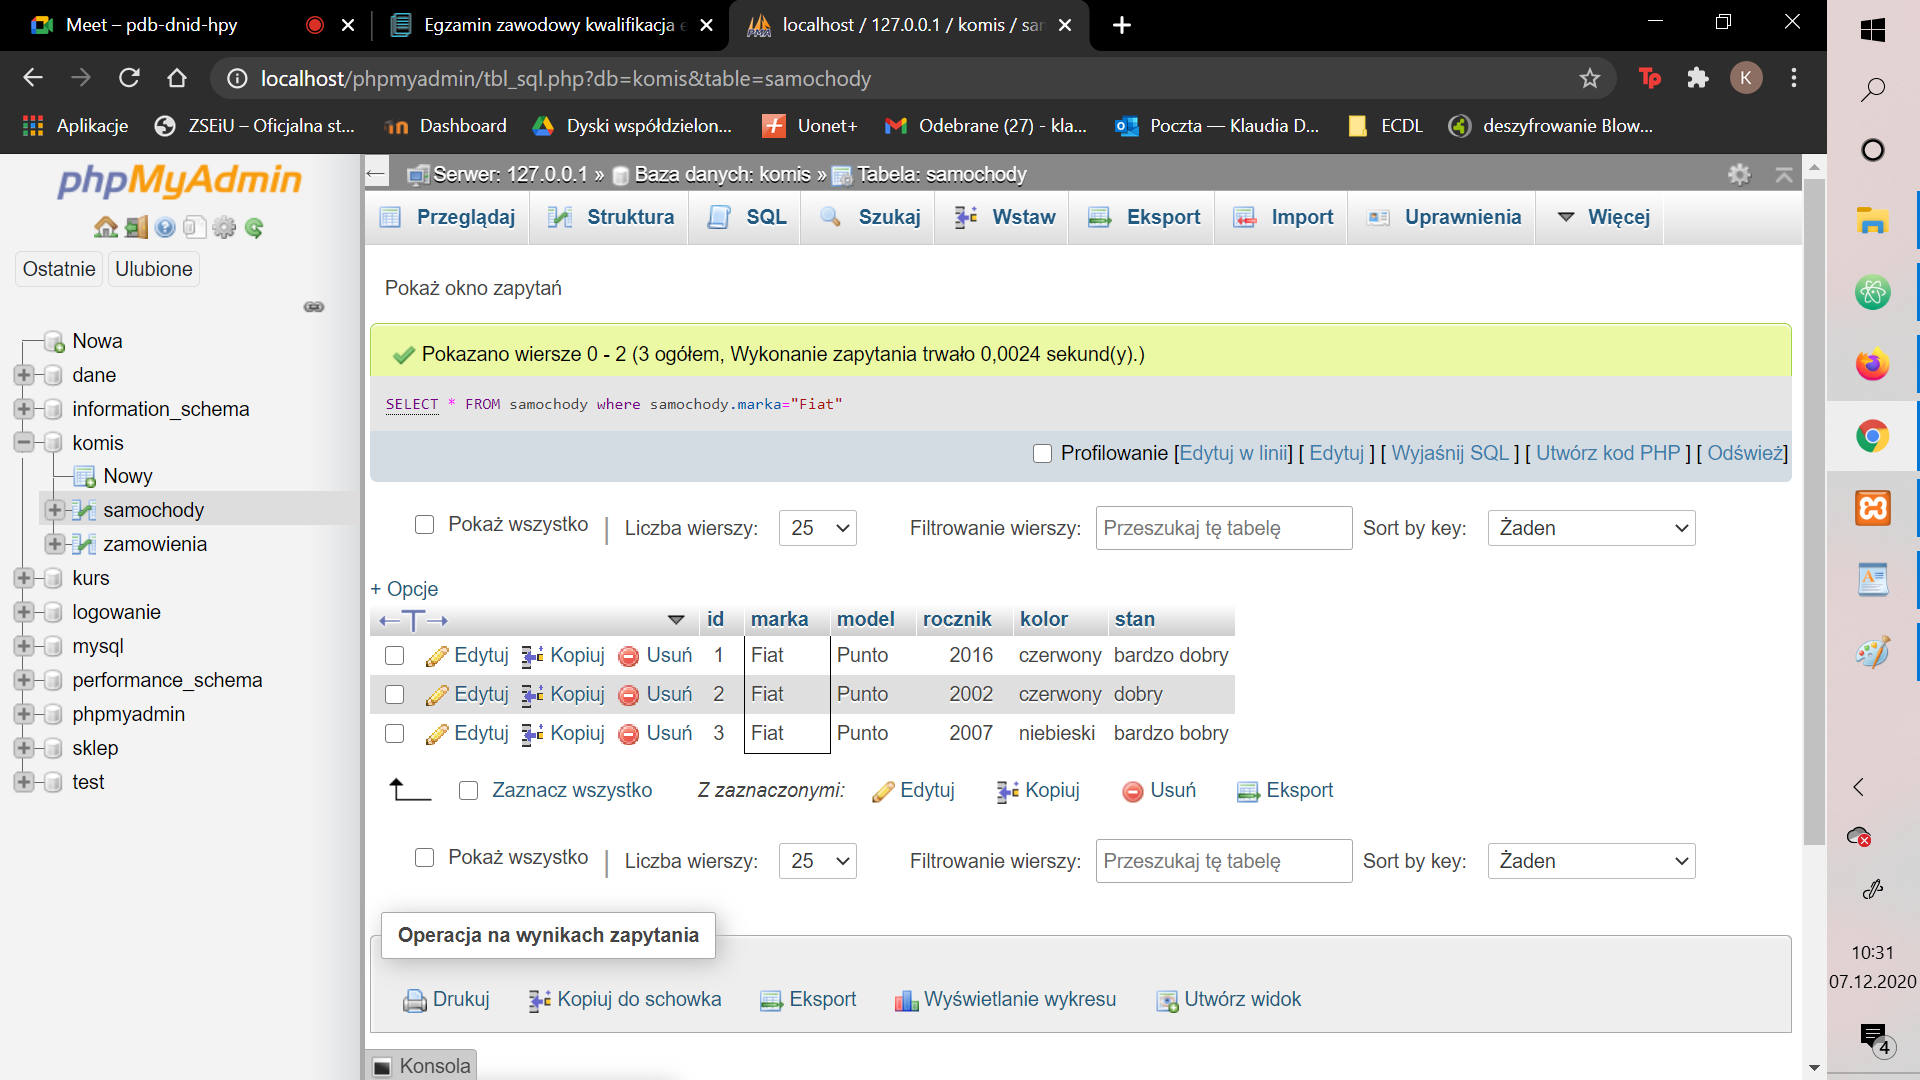 Meet – pdb-dnid-hpy
Egzamin zawodowy kwalifikacja e
localhost / 127.0.0.1 / komis / sam
localhost/phpmyadmin/tbl_sql.php?db=komis&table=samochody
K
Aplikacje
ZSEiU – Oficjalna st...
Dashboard
Dyski współdzielon...
Uonet+
Odebrane (27) - kla...
Poczta — Klaudia D...
ECDL
deszyfrowanie Blow...
phpMyAdmin
Ostatnie
Ulubione
Nowa
dane
information_schema
komis
Nowy
samochody
zamowienia
kurs
logowanie
mysql
performance_schema
phpmyadmin
sklep
test
Serwer: 127.0.0.1 » Baza danych: komis » Tabela: samochody
Przeglądaj Struktura SQL Szukaj Wstaw Eksport Import Uprawnienia Więcej
Pokaż okno zapytań
Pokazano wiersze 0 - 2 (3 ogółem, Wykonanie zapytania trwało 0,0024 sekund(y).)
SELECT * FROM samochody where samochody.marka="Fiat"
Profilowanie [Edytuj w linii] [ Edytuj ] [ Wyjaśnij SQL ] [ Utwórz kod PHP ] [ Odśwież]
Pokaż wszystko | Liczba wierszy: 25 Filtrowanie wierszy: Przeszukaj tę tabelę Sort by key: Żaden
+ Opcje
←T→ id marka model rocznik kolor stan
Edytuj Kopiuj Usuń 1 Fiat Punto 2016 czerwony bardzo dobry
Edytuj Kopiuj Usuń 2 Fiat Punto 2002 czerwony dobry
Edytuj Kopiuj Usuń 3 Fiat Punto 2007 niebieski bardzo bobry
Zaznacz wszystko Z zaznaczonymi: Edytuj Kopiuj Usuń Eksport
Pokaż wszystko | Liczba wierszy: 25 Filtrowanie wierszy: Przeszukaj tę tabelę Sort by key: Żaden
Operacja na wynikach zapytania
Drukuj Kopiuj do schowka Eksport Wyświetlanie wykresu Utwórz widok
Konsola
10:31
07.12.2020
4